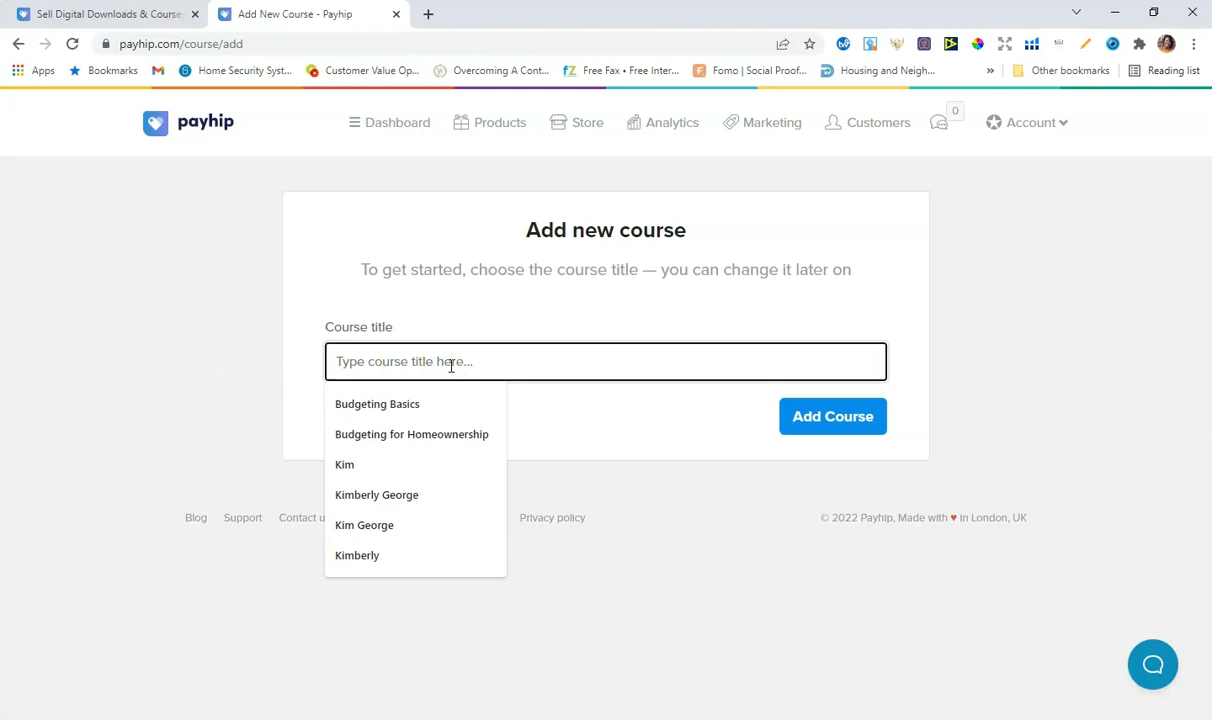 Sell Digital Downloads & Course
Add New Course - Payhip
payhip.com/course/add
Apps
Bookmarks
Home Security Syst...
Customer Value Op...
Overcoming A Cont...
Free Fax • Free Inter...
Fomo | Social Proof...
Housing and Neigh...
»
Other bookmarks
Reading list
payhip
Dashboard
Products
Store
Analytics
Marketing
Customers
0
Account
Add new course
To get started, choose the course title — you can change it later on
Course title
Type course title here...
Budgeting Basics
Budgeting for Homeownership
Kim
Kimberly George
Kim George
Kimberly
Add Course
Blog
Support
Contact u
Privacy policy
© 2022 Payhip, Made with ♥ in London, UK